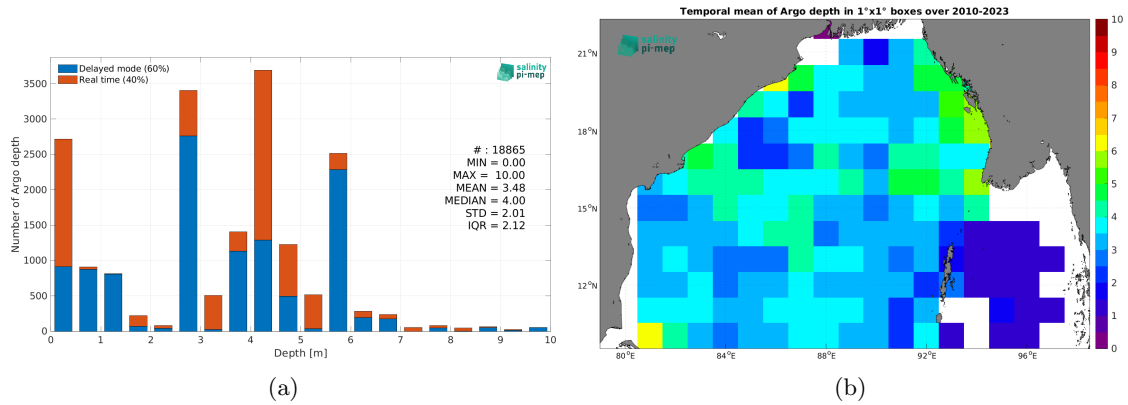 Delayed mode (60%)
Real time (40%)
salinity
pi-mep
Number of Argo depth
3500
3000
2500
2000
1500
1000
500
0
# : 18865
MIN = 0.00
MAX = 10.00
MEAN = 3.48
MEDIAN = 4.00
STD = 2.01
IQR = 2.12
0 1 2 3 4 5 6 7 8 9 10
Depth [m]
(a)
Temporal mean of Argo depth in 1°x1° boxes over 2010-2023
salinity
pi-mep
21°N
18°N
15°N
12°N
80°E 84°E 88°E 92°E 96°E
10
9
8
7
6
5
4
3
2
1
0
(b)